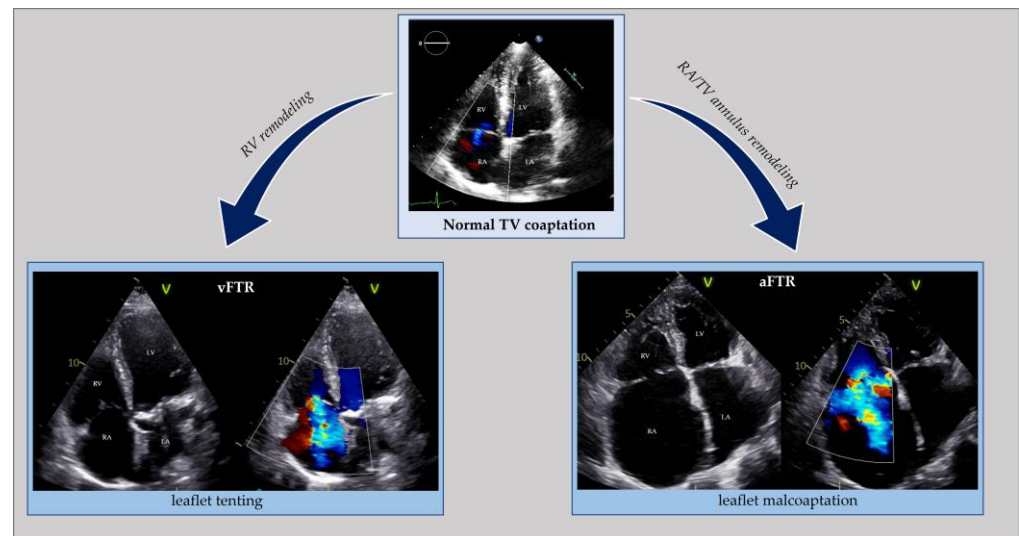 RV
LV
RA
LA
Normal TV coaptation
RV remodeling
RA/TV annulus remodeling
vFTR
V
V
10
10
LV
RV
RA
LA
leaflet tenting
aFTR
V
V
5
5
10
10
LV
RV
LA
RA
leaflet malcoaptation